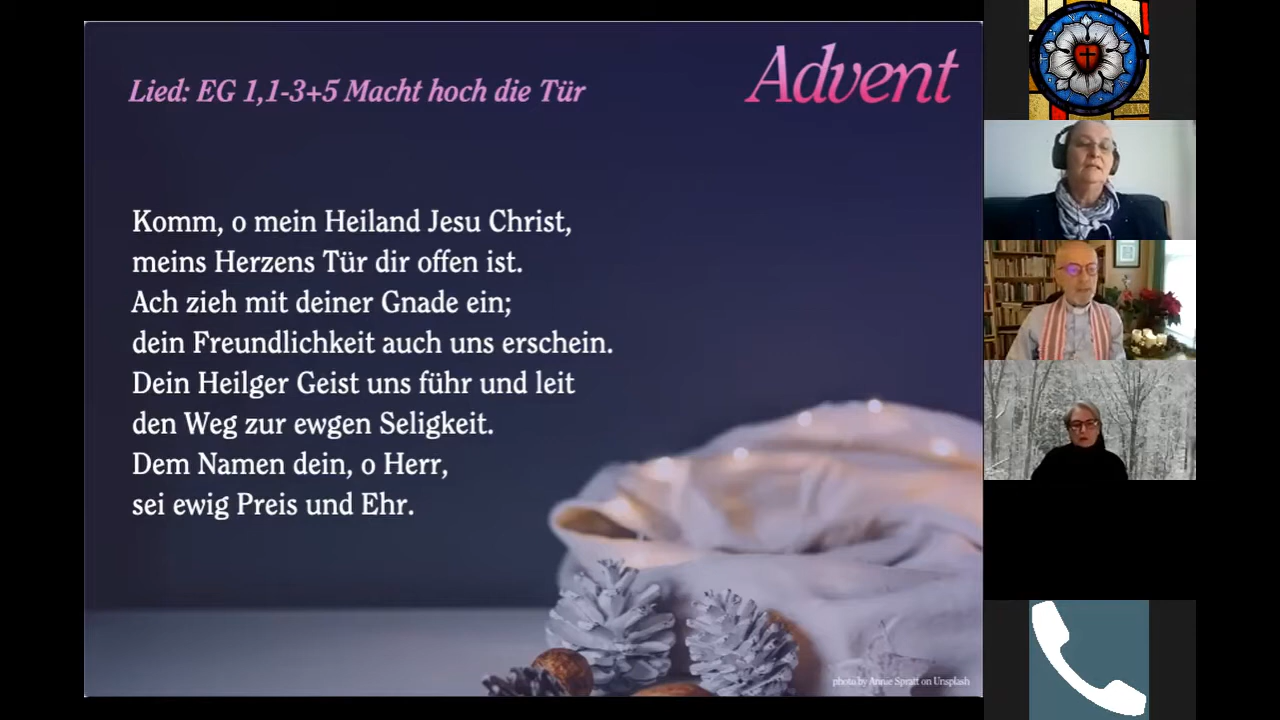 Lied: EG 1,1-3+5 Macht hoch die Tür
Advent
Komm, o mein Heiland Jesu Christ,
meins Herzens Tür dir offen ist.
Ach zieh mit deiner Gnade ein;
dein Freundlichkeit auch uns erschein.
Dein Heilger Geist uns führ und leit
den Weg zur ewgen Seligkeit.
Dem Namen dein, o Herr,
sei ewig Preis und Ehr.
photo by Annie Spratt on Unsplash